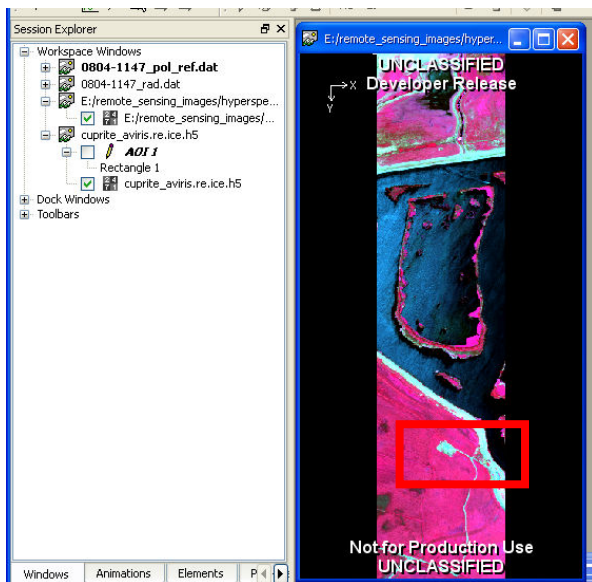 Session Explorer
Workspace Windows
0804-1147_pol_ref.dat
0804-1147_rad.dat
E:/remote_sensing_images/hyperspe...
E:/remote_sensing_images/...
cuprite_aviris.re.ice.h5
AOI 1
Rectangle 1
cuprite_aviris.re.ice.h5
Dock Windows
Toolbars
Windows
Animations
Elements
E:/remote_sensing_images/hyper...
UNCLASSIFIED
X Developer Release
Y
Not for Production Use
UNCLASSIFIED